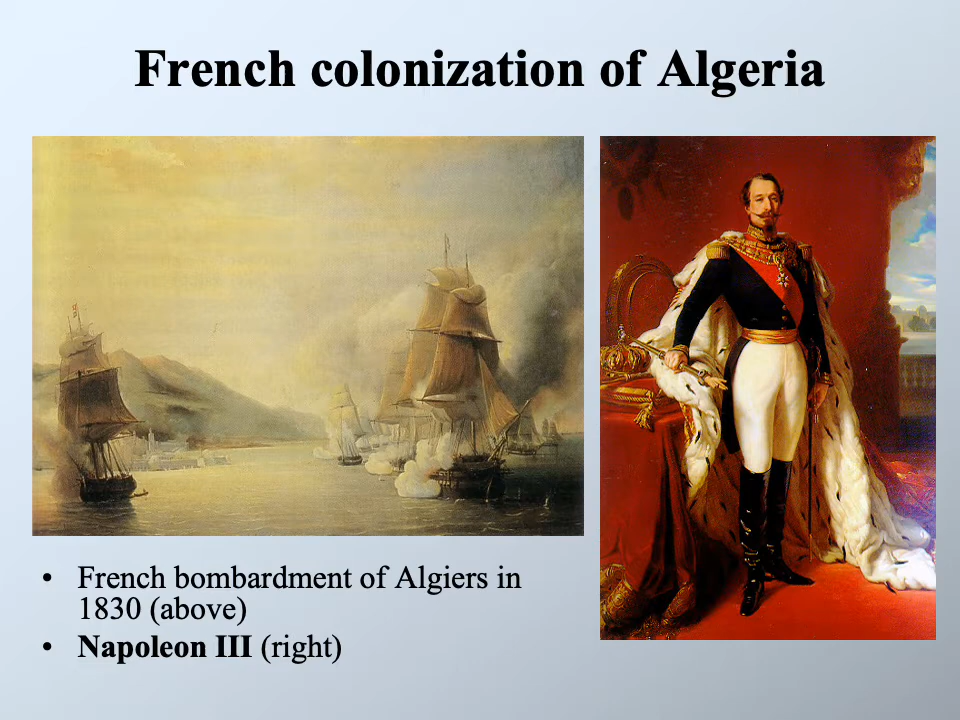 French colonization of Algeria
• French bombardment of Algiers in
1830 (above)
• Napoleon III (right)